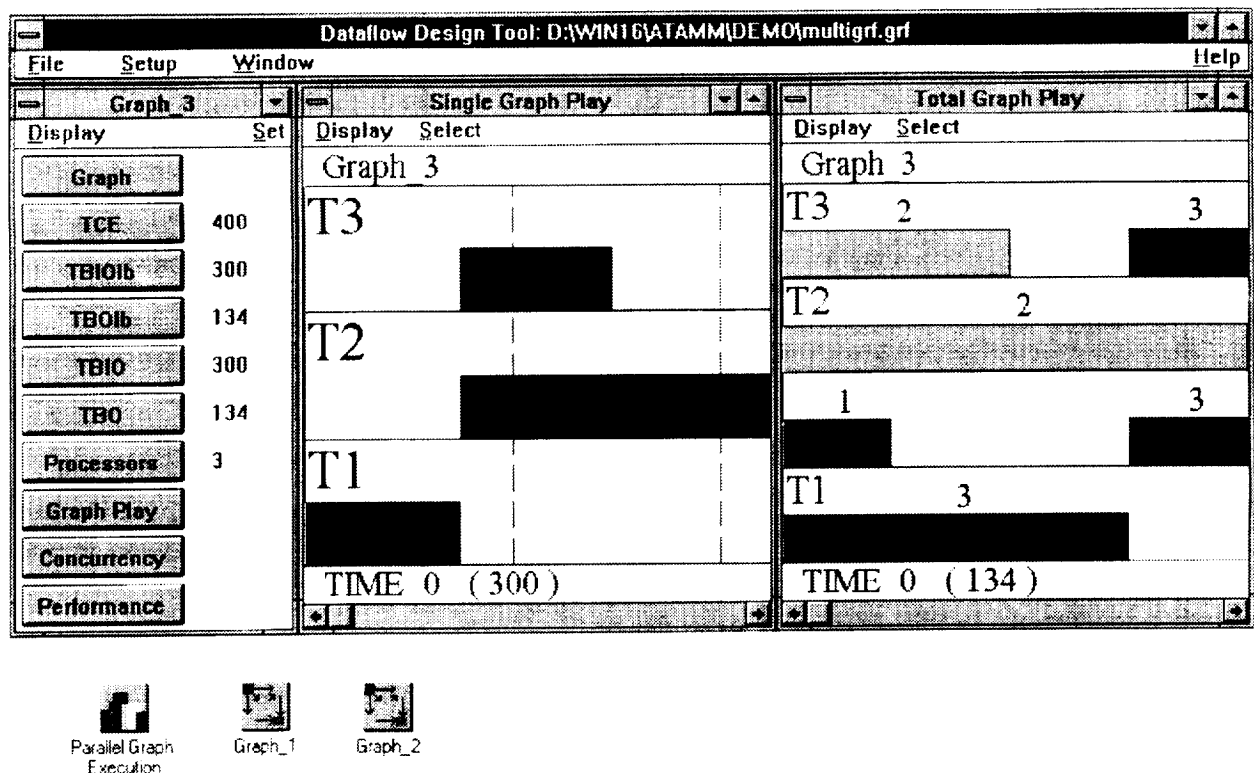 Dataflow Design Tool: D:\WIN16\ATAMM\DEMO\multigrf.grf
File Setup Window Help
Graph_3
Display Set
Graph
TCE 400
TBIOlb 300
TBOlb 134
TBIO 300
TBO 134
Processors 3
Graph Play
Concurrency
Performance
Single Graph Play
Display Select
Graph_3
T3
T2
T1
TIME 0 (300)
Total Graph Play
Display Select
Graph_3
T3 2 3
T2 2
1 3
T1 3
TIME 0 (134)
Parallel Graph
Execution
Graph_1
Graph_2